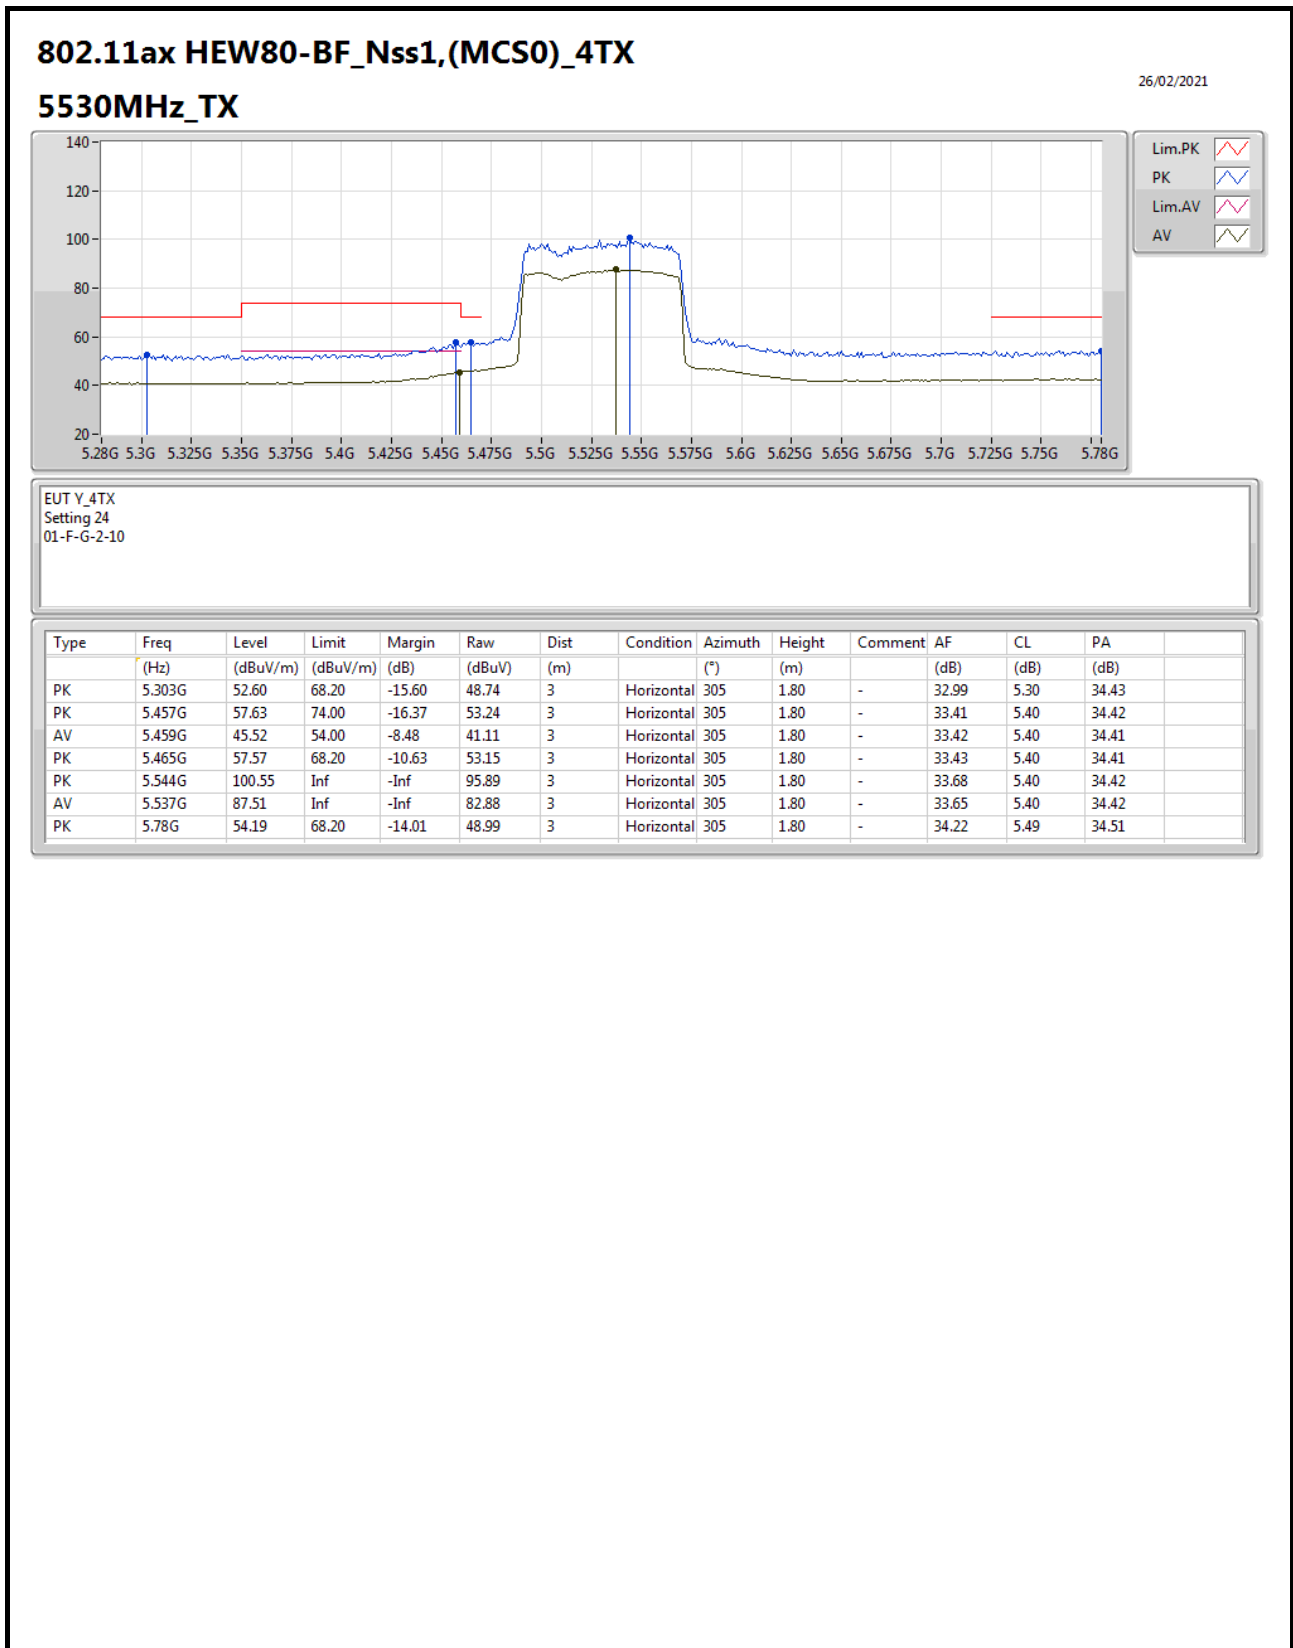 802.11ax HEW80-BF_Nss1,(MCS0)_4TX
26/02/2021
5530MHz_TX
140
120
100
80
60
40
20
5.28G 5.3G 5.325G 5.35G 5.375G 5.4G 5.425G 5.45G 5.475G 5.5G 5.525G 5.55G 5.575G 5.6G 5.625G 5.65G 5.675G 5.7G 5.725G 5.75G 5.78G
Lim.PK
PK
Lim.AV
AV
EUT Y_4TX
Setting 24
01-F-G-2-10
Type Freq Level Limit Margin Raw Dist Condition Azimuth Height Comment AF CL PA
(Hz) (dBuV/m) (dBuV/m) (dB) (dBuV) (m) (°) (m) (dB) (dB) (dB)
PK 5.303G 52.60 68.20 -15.60 48.74 3 Horizontal 305 1.80 - 32.99 5.30 34.43
PK 5.457G 57.63 74.00 -16.37 53.24 3 Horizontal 305 1.80 - 33.41 5.40 34.42
AV 5.459G 45.52 54.00 -8.48 41.11 3 Horizontal 305 1.80 - 33.42 5.40 34.41
PK 5.465G 57.57 68.20 -10.63 53.15 3 Horizontal 305 1.80 - 33.43 5.40 34.41
PK 5.544G 100.55 Inf -Inf 95.89 3 Horizontal 305 1.80 - 33.68 5.40 34.42
AV 5.537G 87.51 Inf -Inf 82.88 3 Horizontal 305 1.80 - 33.65 5.40 34.42
PK 5.78G 54.19 68.20 -14.01 48.99 3 Horizontal 305 1.80 - 34.22 5.49 34.51